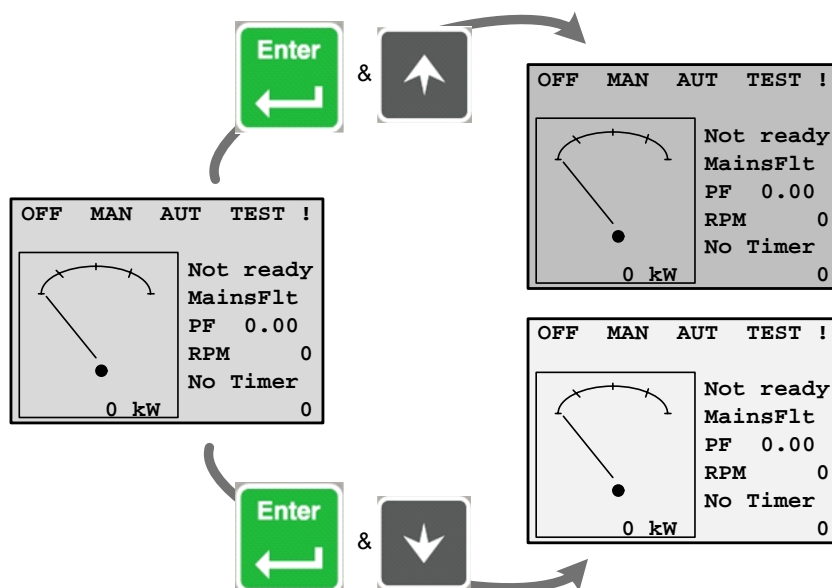 Enter
&
OFF MAN AUT TEST !
Not ready
MainsFlt
PF 0.00
RPM 0
No Timer
0 kW 0
OFF MAN AUT TEST !
Not ready
MainsFlt
PF 0.00
RPM 0
No Timer
0 kW 0
OFF MAN AUT TEST !
Not ready
MainsFlt
PF 0.00
RPM 0
No Timer
0 kW 0
Enter
&